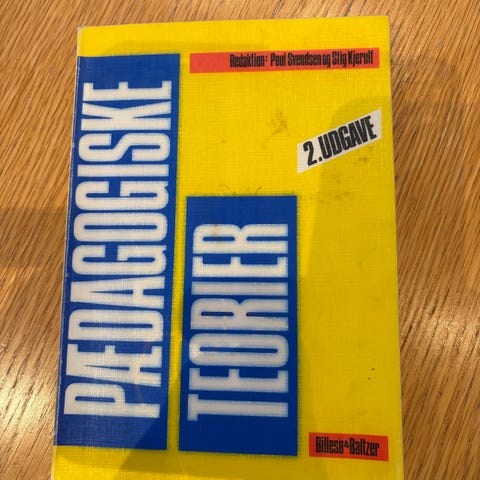 Redaktion: Poul Svendsen og Stig Kjerulf
2. UDGAVE
PÆDAGOGISKE
TEORIER
Billesø & Baltzer